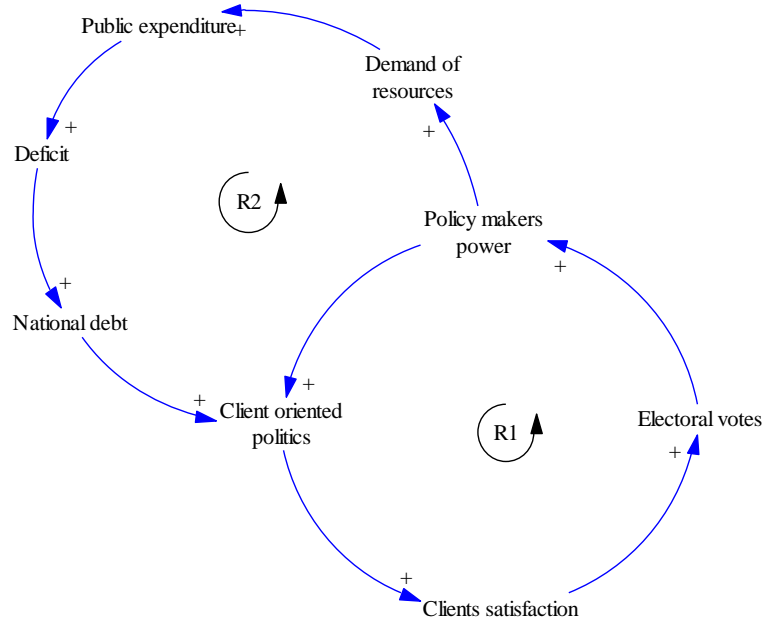 Public expenditure
+
Demand of
resources
+
+
Deficit
R2
Policy makers
power
+
+
National debt
+
+
Client oriented
politics
R1
Electoral votes
+
+
Clients satisfaction